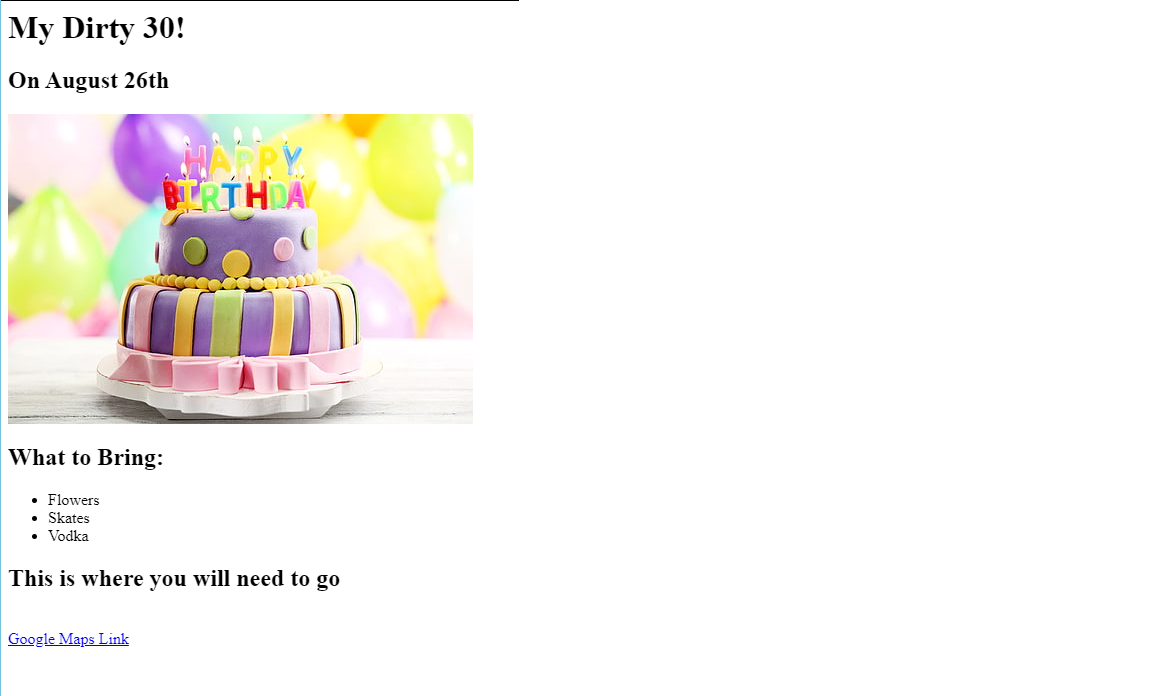 My Dirty 30!
On August 26th
HAPPY
BIRTHDAY
What to Bring:
Flowers
Skates
Vodka
This is where you will need to go
Google Maps Link